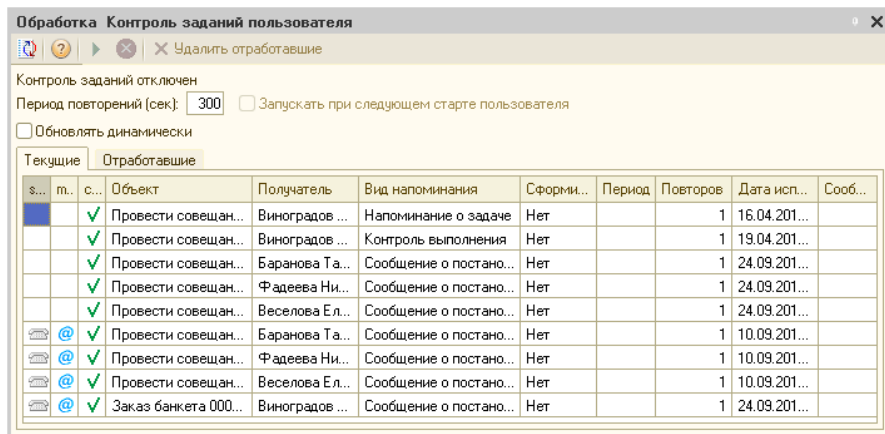 Обработка Контроль заданий пользователя
Удалить отработавшие
Контроль заданий отключен
Период повторений (сек): 300 Запускать при следующем старте пользователя
Обновлять динамически
Текущие Отработавшие
s... m.. с... Объект Получатель Вид напоминания Сформи... Период Повторов Дата исп... Сооб...
Провести совещан... Виноградов ... Напоминание о задаче Нет 1 16.04.201...
Провести совещан... Виноградов ... Контроль выполнения Нет 1 19.04.201...
Провести совещан... Баранова Та... Сообщение о постано... Нет 1 24.09.201...
Провести совещан... Фадеева Ни... Сообщение о постано... Нет 1 24.09.201...
Провести совещан... Веселова Ел... Сообщение о постано... Нет 1 24.09.201...
@ Провести совещан... Баранова Та... Сообщение о постано... Нет 1 10.09.201...
@ Провести совещан... Фадеева Ни... Сообщение о постано... Нет 1 10.09.201...
@ Провести совещан... Веселова Ел... Сообщение о постано... Нет 1 10.09.201...
@ Заказ банкета 000... Виноградов ... Сообщение о постано... Нет 1 24.09.201...